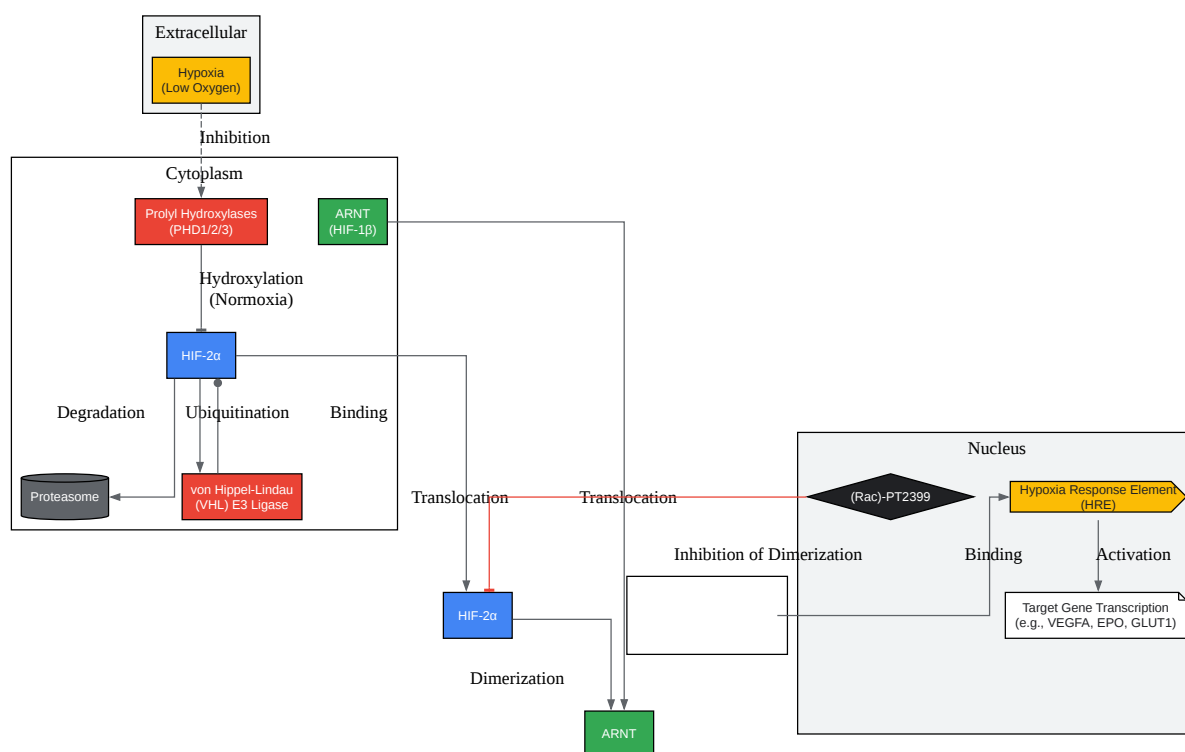 Extracellular
Hypoxia
(Low Oxygen)
Inhibition
Cytoplasm
Prolyl Hydroxylases
(PHD1/2/3)
ARNT
(HIF-1β)
Hydroxylation
(Normoxia)
HIF-2α
Degradation
Ubiquitination
Binding
Proteasome
von Hippel-Lindau
(VHL) E3 Ligase
Translocation
Translocation
Nucleus
(Rac)-PT2399
Hypoxia Response Element
(HRE)
Inhibition of Dimerization
Binding
Activation
HIF-2α
Target Gene Transcription
(e.g., VEGFA, EPO, GLUT1)
Dimerization
ARNT